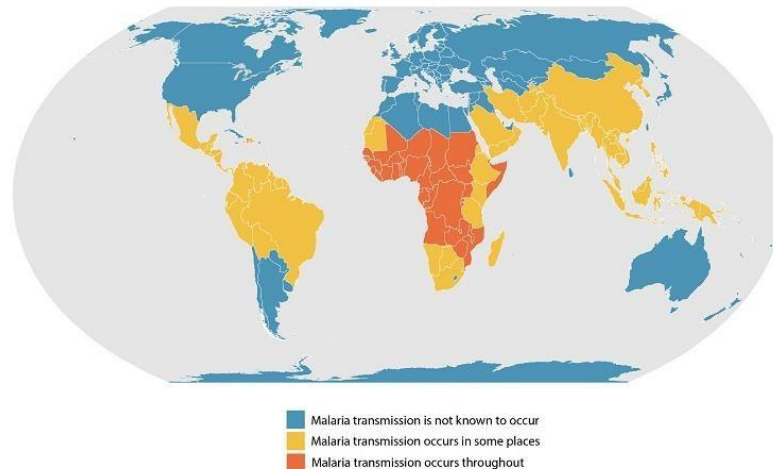 Malaria transmission is not known to occur
Malaria transmission occurs in some places
Malaria transmission occurs throughout